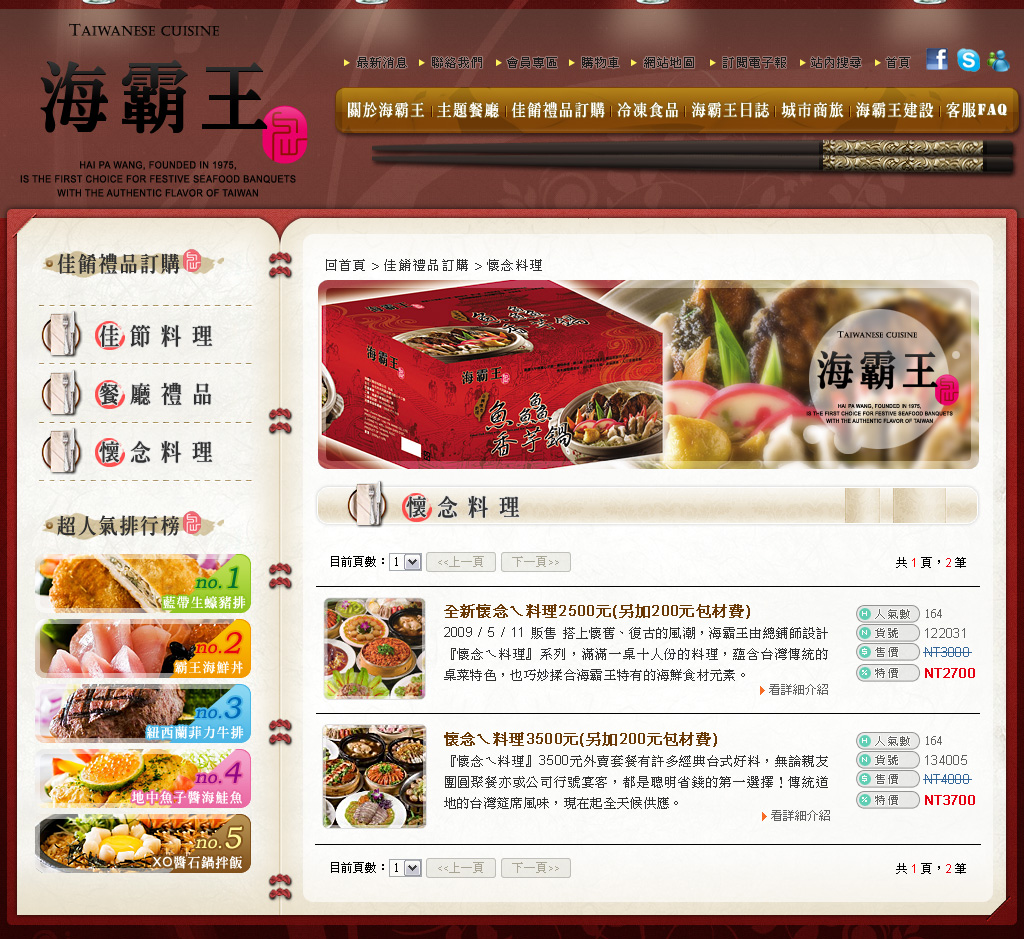 TAIWANESE CUISINE
海霸王
HAI PA WANG, FOUNDED IN 1975,
IS THE FIRST CHOICE FOR FESTIVE SEAFOOD BANQUETS
WITH THE AUTHENTIC FLAVOR OF TAIWAN
最新消息 聯絡我們 會員專區 購物車 網站地圖 訂閱電子報 站內搜尋 首頁
關於海霸王 主題餐廳 佳餚禮品訂購 冷凍食品 海霸王日誌 城市商旅 海霸王建設 客服FAQ
佳餚禮品訂購
佳節料理
餐廳禮品
懷念料理
超人氣排行榜
no.1
藍帶生蠔豬排
no.2
霸王海鮮丼
no.3
紐西蘭菲力牛排
no.4
地中魚子醬海鮭魚
no.5
XO醬石鍋拌飯
回首頁 > 佳餚禮品訂購 > 懷念料理
海霸王
海霸王
魚鱻
香芋鍋
TAIWANESE CUISINE
海霸王
HAI PA WANG, FOUNDED IN 1975,
IS THE FIRST CHOICE FOR FESTIVE SEAFOOD BANQUETS
WITH THE AUTHENTIC FLAVOR OF TAIWAN
懷念料理
目前頁數：1 <<上一頁 下一頁>> 共 1 頁，2 筆
全新懷念ㄟ料理2500元(另加200元包材費)
2009 / 5 / 11 販售 搭上懷舊、復古的風潮，海霸王由總鋪師設計
『懷念ㄟ料理』系列，滿滿一桌十人份的料理，蘊含台灣傳統的
桌菜特色，也巧妙揉合海霸王特有的海鮮食材元素。
看詳細介紹
人氣數 164
貨號 122031
售價 NT3000
特價 NT2700
懷念ㄟ料理3500元(另加200元包材費)
『懷念ㄟ料理』3500元外賣套餐有許多經典台式好料，無論親友
團圓聚餐亦或公司行號宴客，都是聰明省錢的第一選擇！傳統道
地的台灣筵席風味，現在起全天候供應。
看詳細介紹
人氣數 164
貨號 134005
售價 NT4000
特價 NT3700
目前頁數：1 <<上一頁 下一頁>> 共 1 頁，2 筆